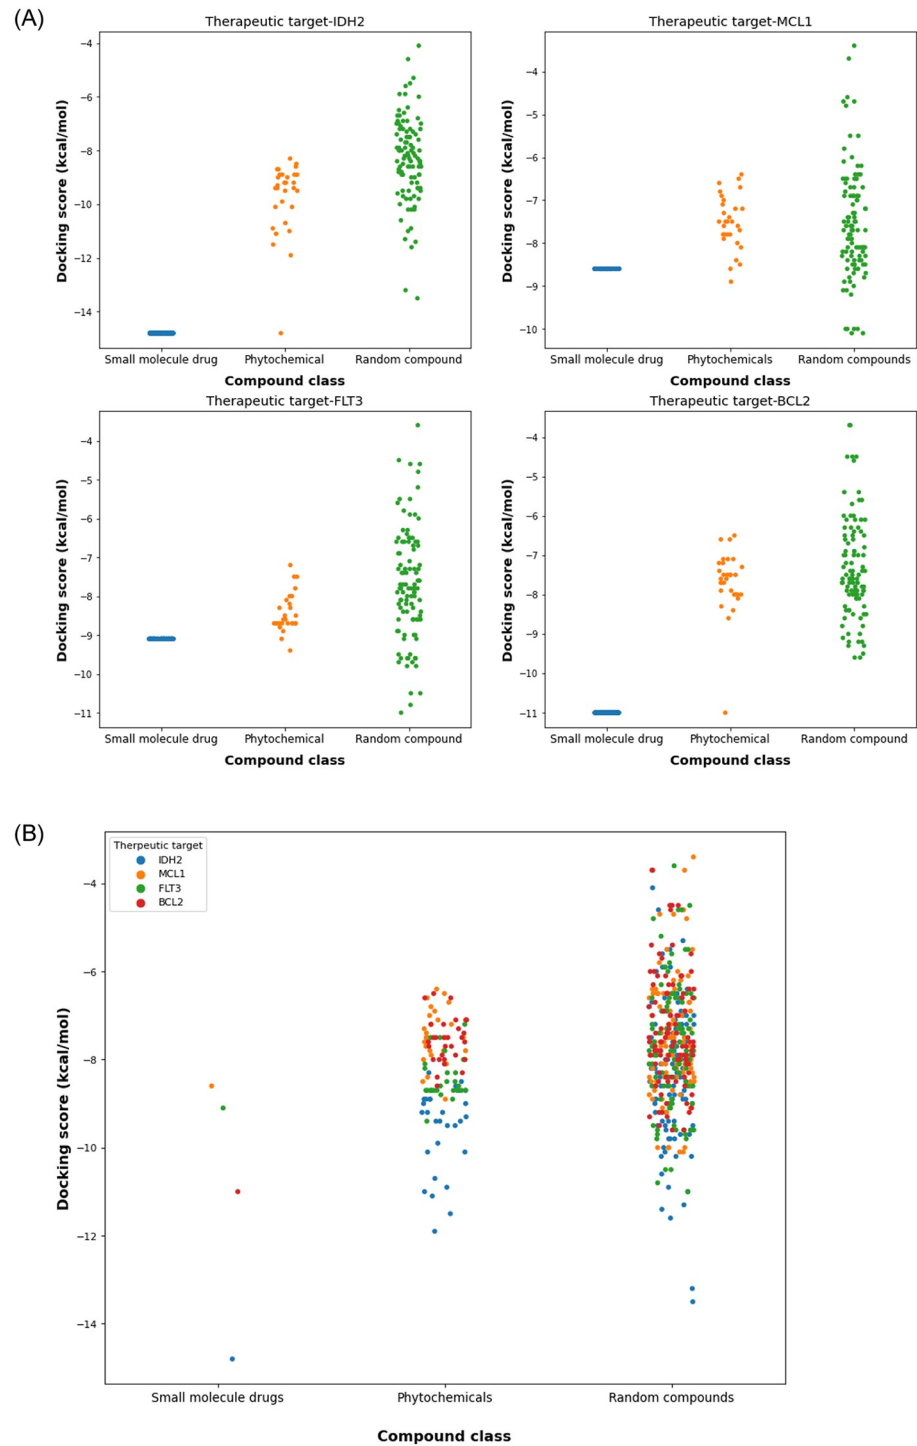 (A)
Therapeutic target-IDH2
Docking score (kcal/mol)
−4
−6
−8
−10
−12
−14
Small molecule drug Phytochemical Random compound
Compound class
Therapeutic target-MCL1
Docking score (kcal/mol)
−4
−5
−6
−7
−8
−9
−10
Small molecule drug Phytochemicals Random compounds
Compound class
Therapeutic target-FLT3
Docking score (kcal/mol)
−4
−5
−6
−7
−8
−9
−10
−11
Small molecule drug Phytochemical Random compound
Compound class
Therapeutic target-BCL2
Docking score (kcal/mol)
−4
−5
−6
−7
−8
−9
−10
−11
Small molecule drug Phytochemical Random compound
Compound class
(B)
Therpeutic target
IDH2
MCL1
FLT3
BCL2
Docking score (kcal/mol)
−4
−6
−8
−10
−12
−14
Small molecule drugs Phytochemicals Random compounds
Compound class